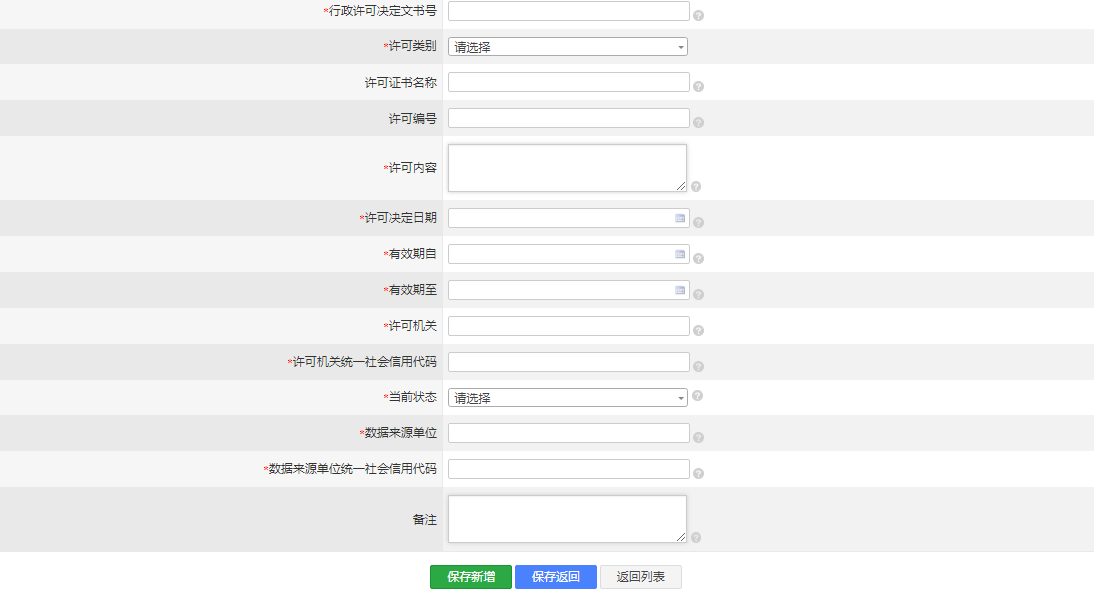 *行政许可决定文书号
*许可类别 请选择
许可证书名称
许可编号
*许可内容
*许可决定日期
*有效期自
*有效期至
*许可机关
*许可机关统一社会信用代码
*当前状态 请选择
*数据来源单位
*数据来源单位统一社会信用代码
备注
保存新增 保存返回 返回列表